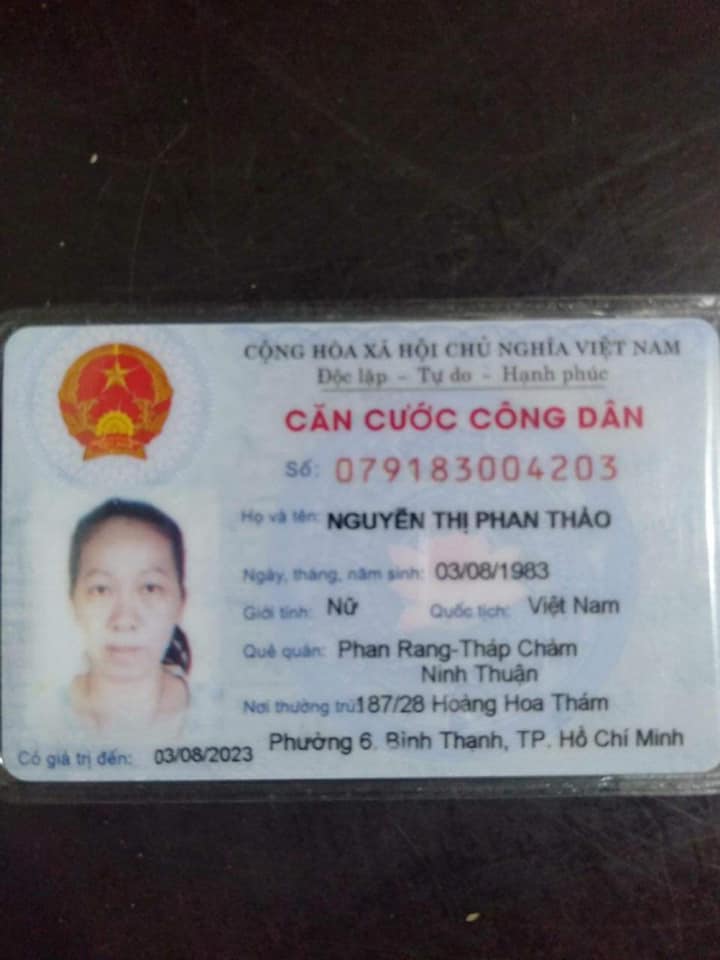 CỘNG HÒA XÃ HỘI CHỦ NGHĨA VIỆT NAM
Độc lập - Tự do - Hạnh phúc
CĂN CƯỚC CÔNG DÂN
Số: 079183004203
Họ và tên: NGUYỄN THỊ PHAN THẢO
Ngày, tháng, năm sinh: 03/08/1983
Giới tính: Nữ Quốc tịch: Việt Nam
Quê quán: Phan Rang-Tháp Chàm
Ninh Thuận
Nơi thường trú: 187/28 Hoàng Hoa Thám
Phường 6, Bình Thạnh, TP. Hồ Chí Minh
Có giá trị đến: 03/08/2023